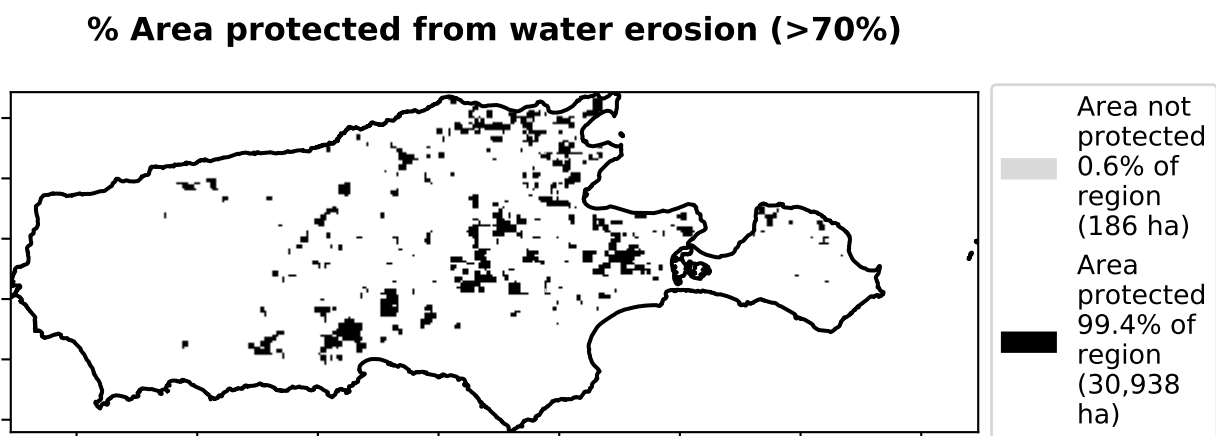 % Area protected from water erosion (>70%)
Area not
protected
0.6% of
region
(186 ha)
Area
protected
99.4% of
region
(30,938
ha)